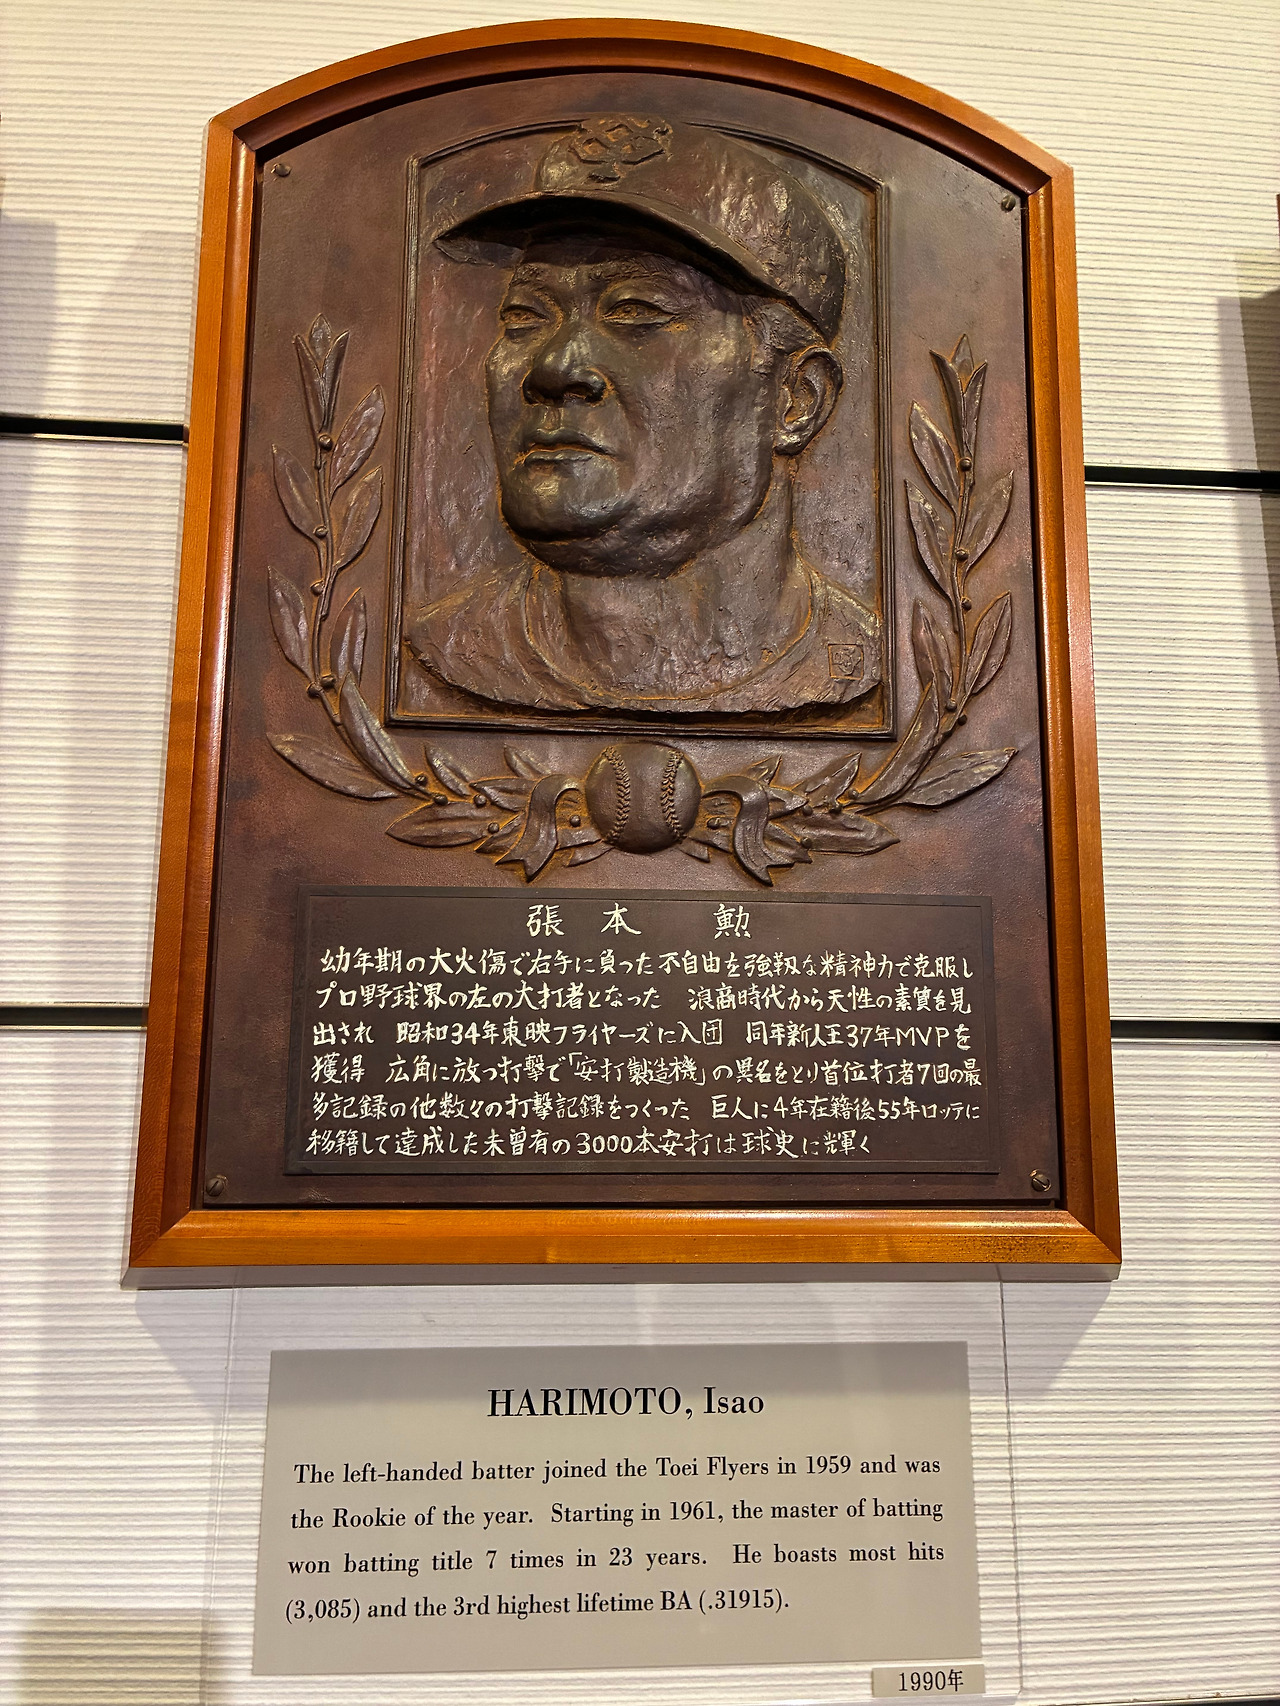 張本 勲
幼年期の大火傷で右手に負った不自由を強靱な精神力で克服し
プロ野球界の左の大打者となった 浪商時代から天性の素質を見
出され 昭和34年東映フライヤーズに入団 同年新人王37年MVPを
獲得 広角に放つ打撃で「安打製造機」の異名をとり首位打者7回の最
多記録の他数々の打撃記録をつくった 巨人に4年在籍後55年ロッテに
移籍して達成した未曽有の3000本安打は球史に輝く
HARIMOTO, Isao
The left-handed batter joined the Toei Flyers in 1959 and was
the Rookie of the year. Starting in 1961, the master of batting
won batting title 7 times in 23 years. He boasts most hits
(3,085) and the 3rd highest lifetime BA (.31915).
1990年